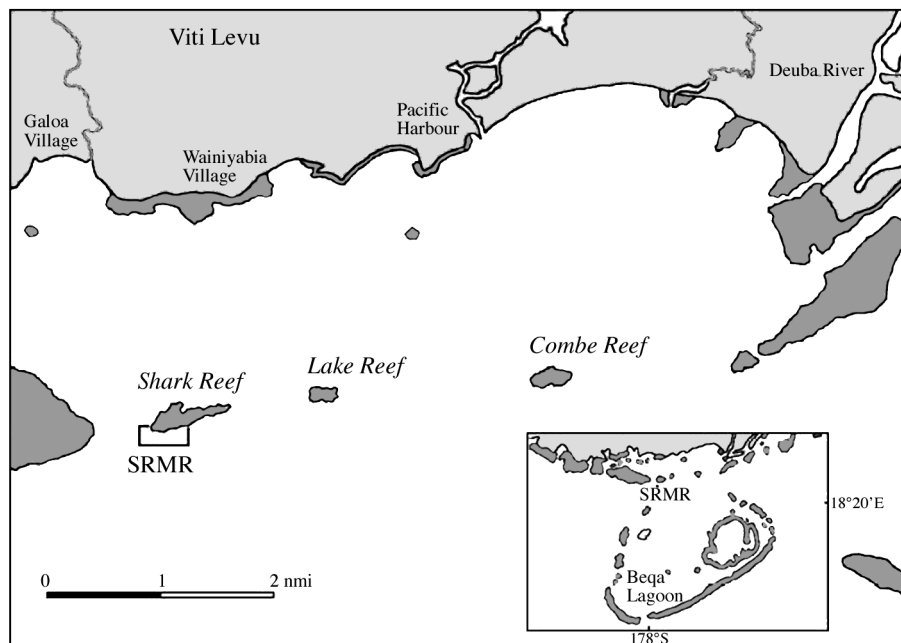 Viti Levu
Deuba River
Pacific
Harbour
Galoa
Village
Wainiyabia
Village
Combe Reef
Lake Reef
Shark Reef
SRMR
SRMR
18°20'E
Beqa
Lagoon
178°S
0 1 2 nmi